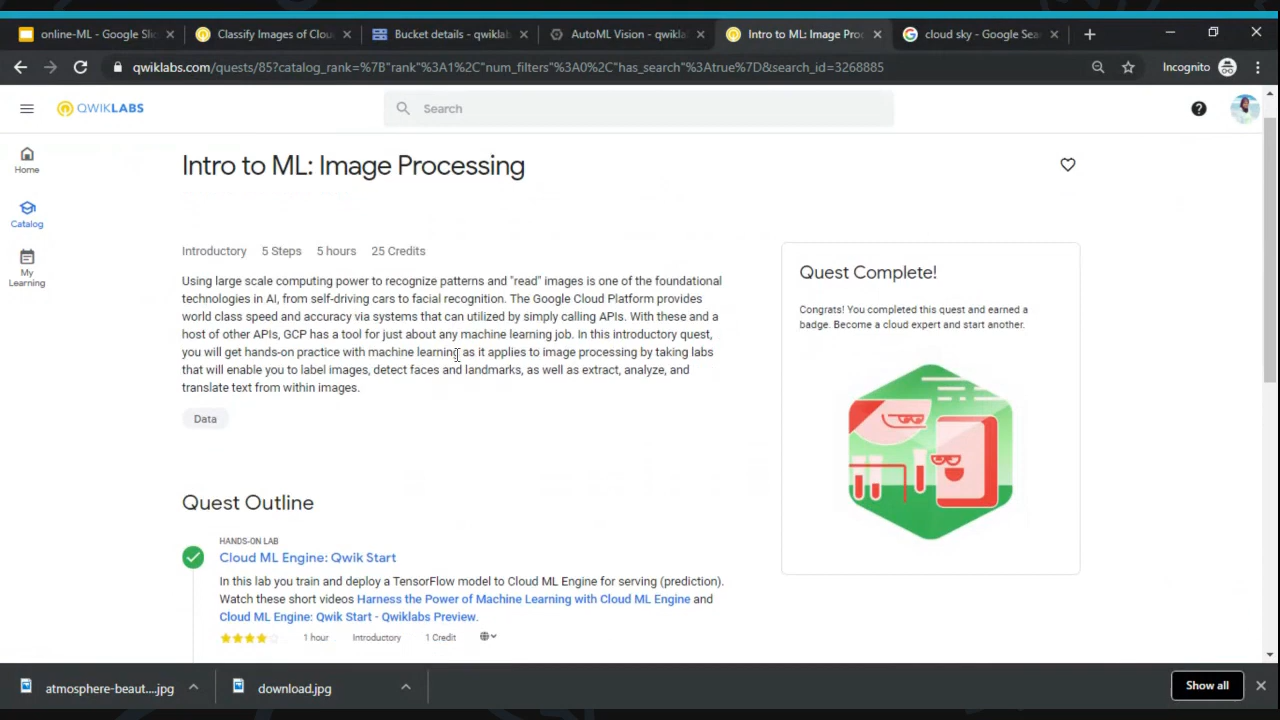 online-ML - Google Slic
Classify Images of Clou
Bucket details - qwikla
AutoML Vision - qwikla
Intro to ML: Image Proc
cloud sky - Google Sea
qwiklabs.com/quests/85?catalog_rank=%7B"rank"%3A1%2C"num_filters"%3A0%2C"has_search"%3Atrue%7D&search_id=3268885
Incognito
QWIKLABS
Search
Home
Catalog
My
Learning
Intro to ML: Image Processing
Introductory 5 Steps 5 hours 25 Credits
Using large scale computing power to recognize patterns and "read" images is one of the foundational
technologies in AI, from self-driving cars to facial recognition. The Google Cloud Platform provides
world class speed and accuracy via systems that can utilized by simply calling APIs. With these and a
host of other APIs, GCP has a tool for just about any machine learning job. In this introductory quest,
you will get hands-on practice with machine learning as it applies to image processing by taking labs
that will enable you to label images, detect faces and landmarks, as well as extract, analyze, and
translate text from within images.
Data
Quest Complete!
Congrats! You completed this quest and earned a
badge. Become a cloud expert and start another.
Quest Outline
HANDS-ON LAB
Cloud ML Engine: Qwik Start
In this lab you train and deploy a TensorFlow model to Cloud ML Engine for serving (prediction).
Watch these short videos Harness the Power of Machine Learning with Cloud ML Engine and
Cloud ML Engine: Qwik Start - Qwiklabs Preview.
1 hour Introductory 1 Credit
atmosphere-beaut....jpg
download.jpg
Show all